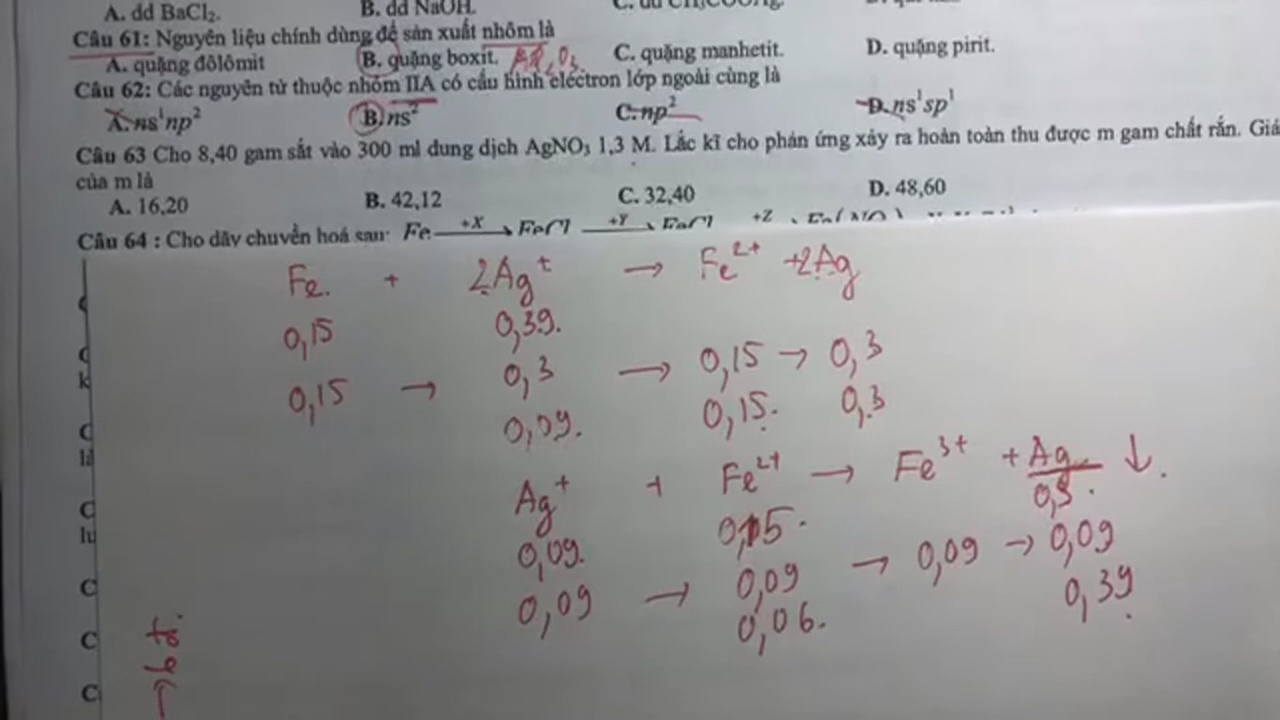 A. dd BaCl₂. B. dd NaOH.
Câu 61: Nguyên liệu chính dùng để sản xuất nhôm là
A. quặng đôlômit B. quặng boxit. Al₂O₃ C. quặng manhetit. D. quặng pirit.
Câu 62: Các nguyên tử thuộc nhóm IIA có cấu hình electron lớp ngoài cùng là
A. ns¹np² B. ns² C. np² D. ns¹sp¹
Câu 63 Cho 8,40 gam sắt vào 300 ml dung dịch AgNO₃ 1,3 M. Lắc kĩ cho phản ứng xảy ra hoàn toàn thu được m gam chất rắn. Giá
của m là
A. 16,20 B. 42,12 C. 32,40 D. 48,60
Câu 64 : Cho dãy chuyển hoá sau: Fe +X → FeCl +Y → FeCl +Z
Fe + 2Ag⁺ → Fe²⁺ + 2Ag
0,15 0,39.
0,15 → 0,3 → 0,15 → 0,3
0,09. 0,15. 0,3
Ag⁺ + Fe²⁺ → Fe³⁺ + Ag ↓.
0,3.
0,09. 0,15.
0,09 → 0,09 → 0,09 → 0,09
0,06. 0,39